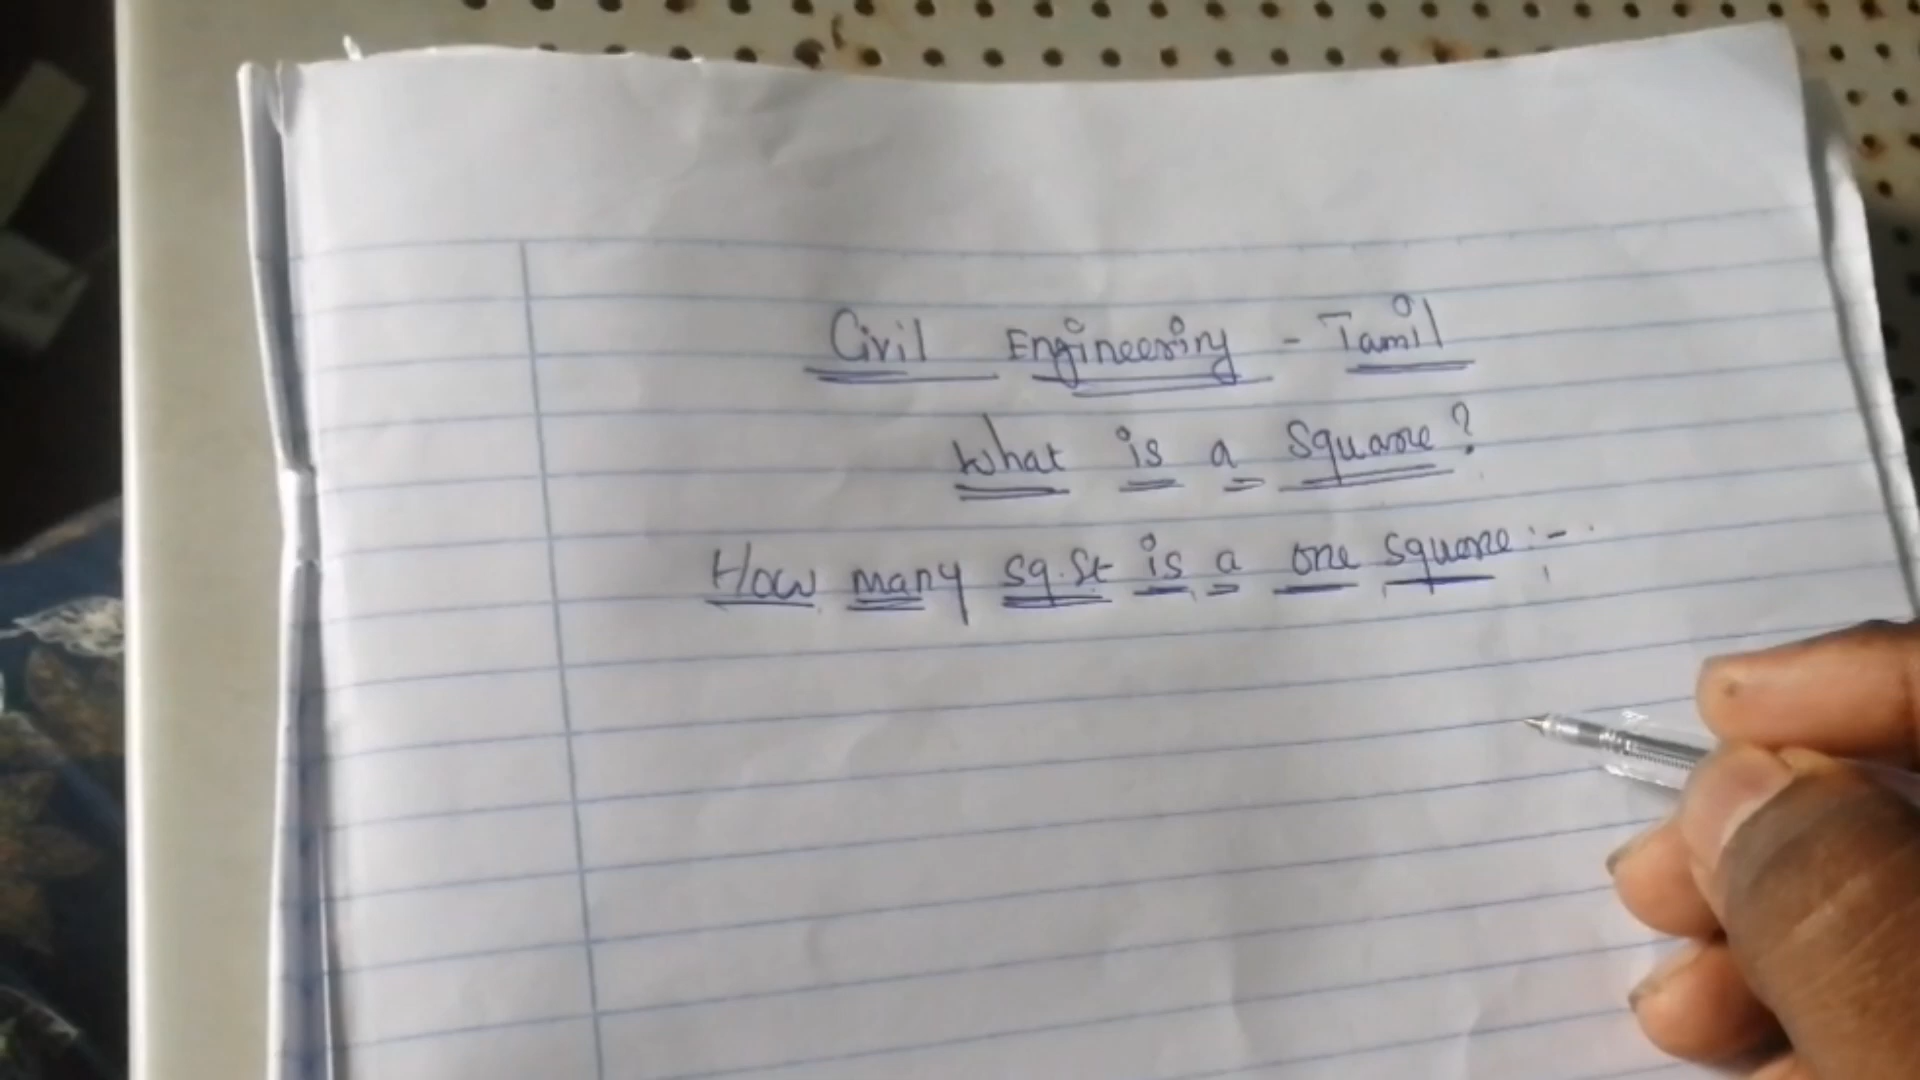 Civil Engineering - Tamil
What is a Square?
How many sq.ft is a one square:-